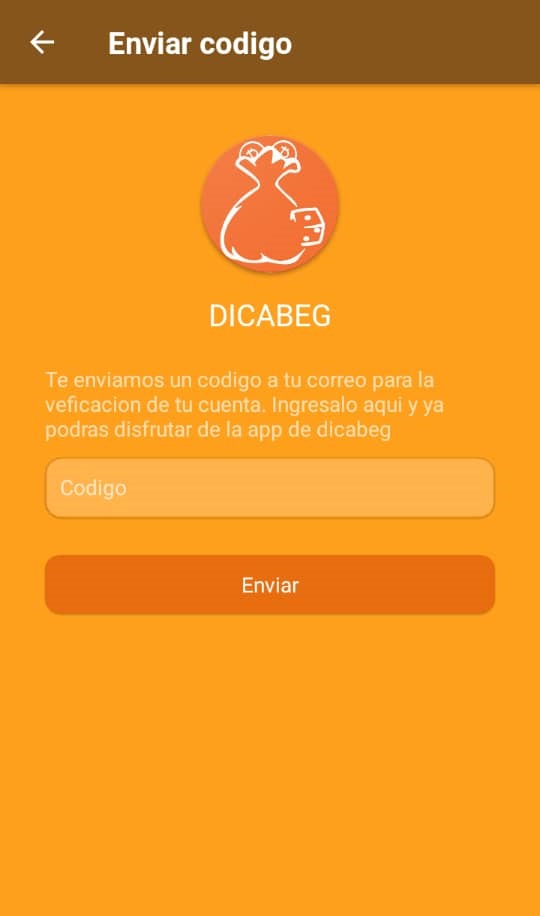 Enviar codigo
DICABEG
Te enviamos un codigo a tu correo para la
veficacion de tu cuenta. Ingresalo aqui y ya
podras disfrutar de la app de dicabeg
Codigo
Enviar